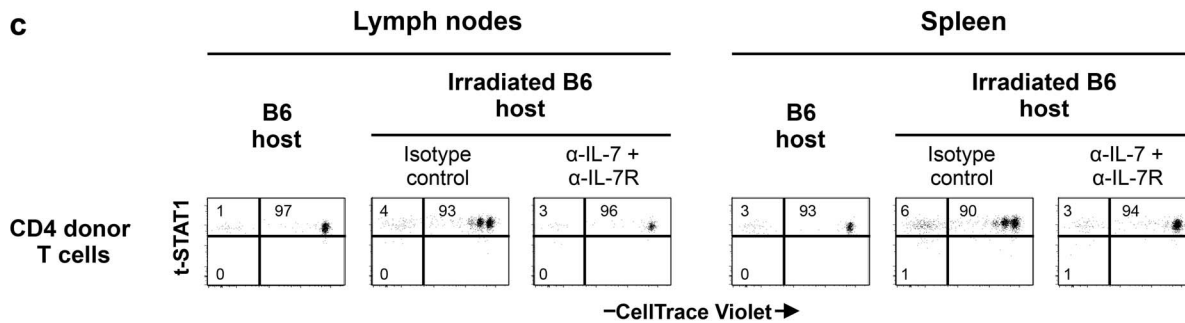 c
Lymph nodes
Spleen
B6
host
Irradiated B6
host
B6
host
Irradiated B6
host
Isotype
control
α-IL-7 +
α-IL-7R
Isotype
control
α-IL-7 +
α-IL-7R
CD4 donor
T cells
t-STAT1
1 97
0
4 93
0
3 96
0
3 93
0
6 90
1
3 94
1
CellTrace Violet